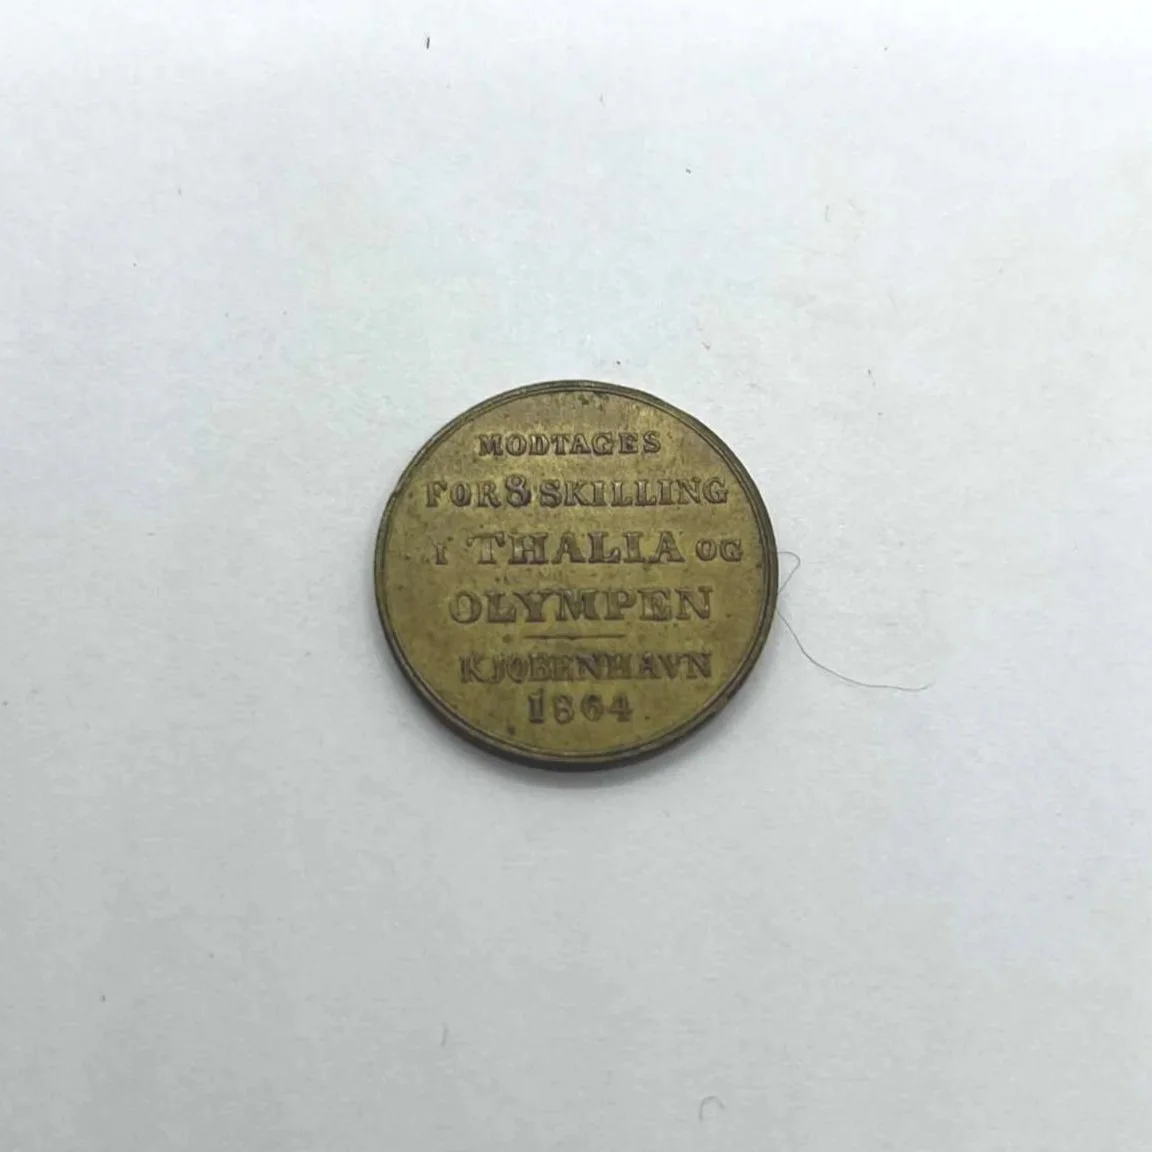 MODTAGES
FOR 8 SKILLING
I THALIA OG
OLYMPEN
KJOBENHAVN
1864